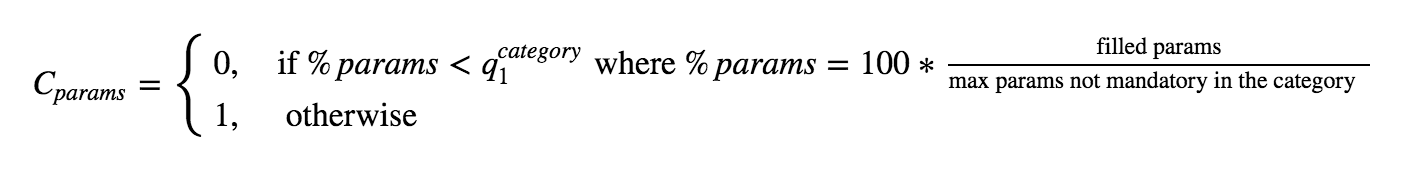 C_params = { 0, if % params < q_1^category where % params = 100 * filled params / max params not mandatory in the category
1, otherwise